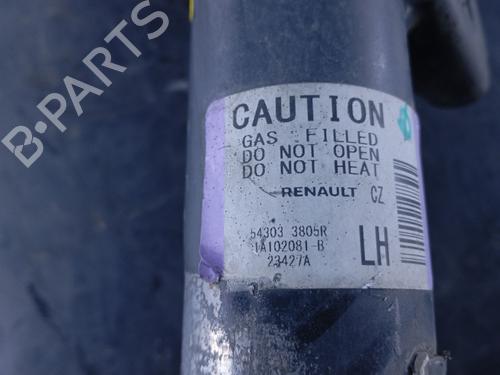 B-PARTS
CAUTION
GAS FILLED
DO NOT OPEN
DO NOT HEAT
RENAULT CZ
54303 3805R
1A102081-B
23427A
LH